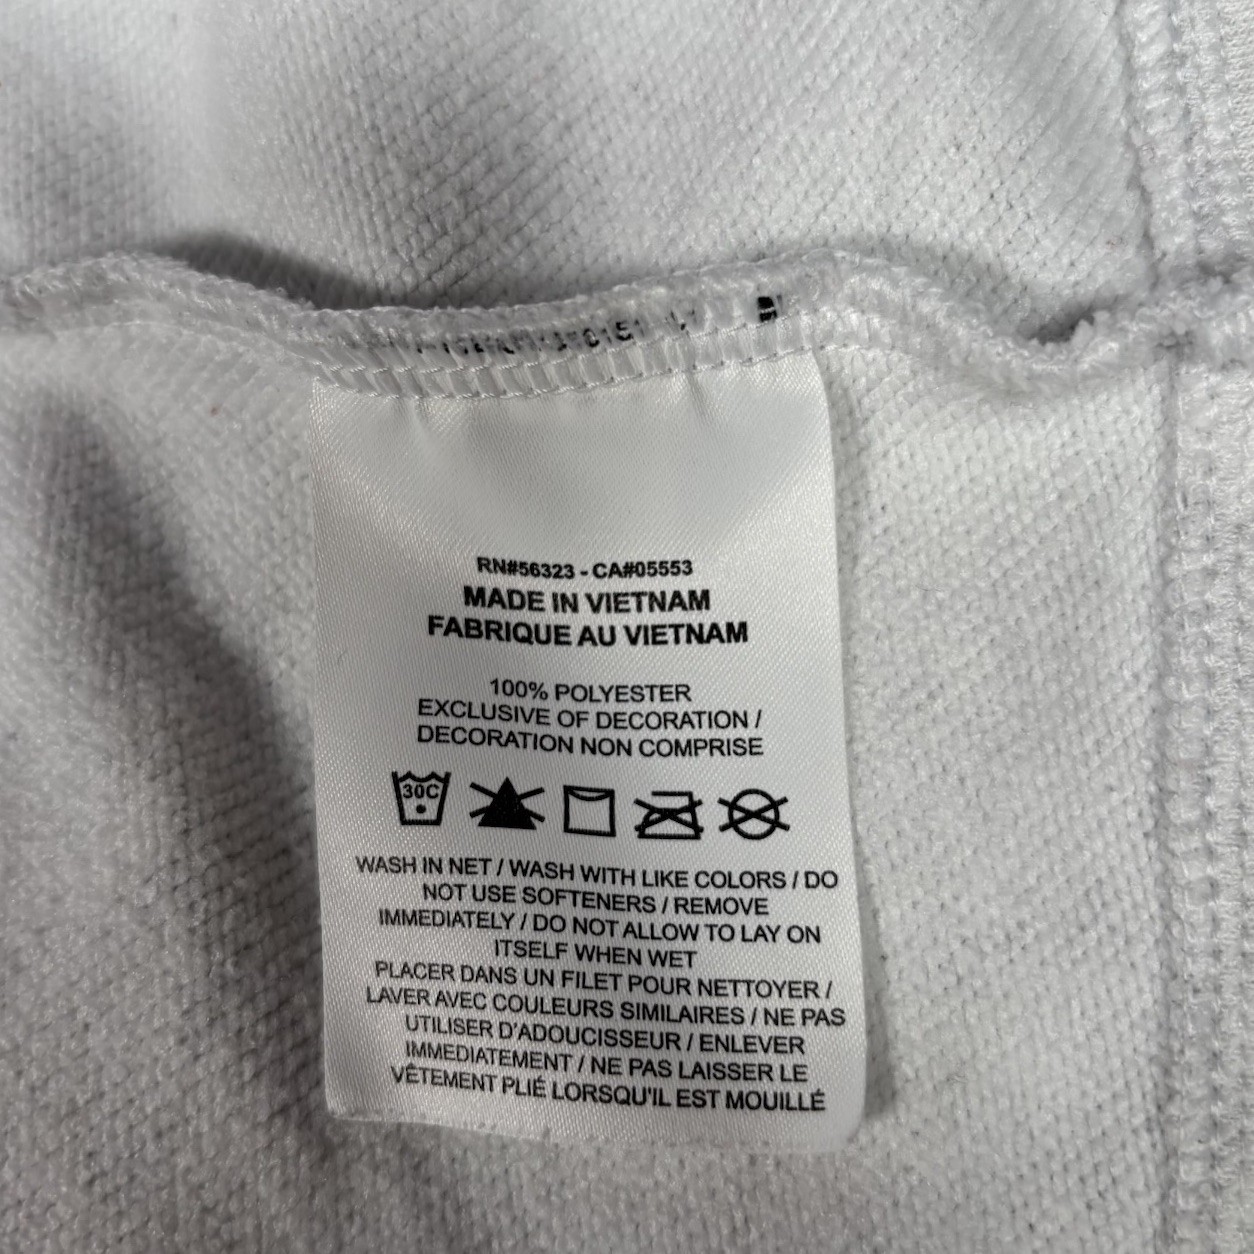 RN#56323 - CA#05553
MADE IN VIETNAM
FABRIQUE AU VIETNAM
100% POLYESTER
EXCLUSIVE OF DECORATION /
DECORATION NON COMPRISE
30C
WASH IN NET / WASH WITH LIKE COLORS / DO
NOT USE SOFTENERS / REMOVE
IMMEDIATELY / DO NOT ALLOW TO LAY ON
ITSELF WHEN WET
PLACER DANS UN FILET POUR NETTOYER /
LAVER AVEC COULEURS SIMILAIRES / NE PAS
UTILISER D'ADOUCISSEUR / ENLEVER
IMMEDIATEMENT / NE PAS LAISSER LE
VÊTEMENT PLIÉ LORSQU'IL EST MOUILLÉ